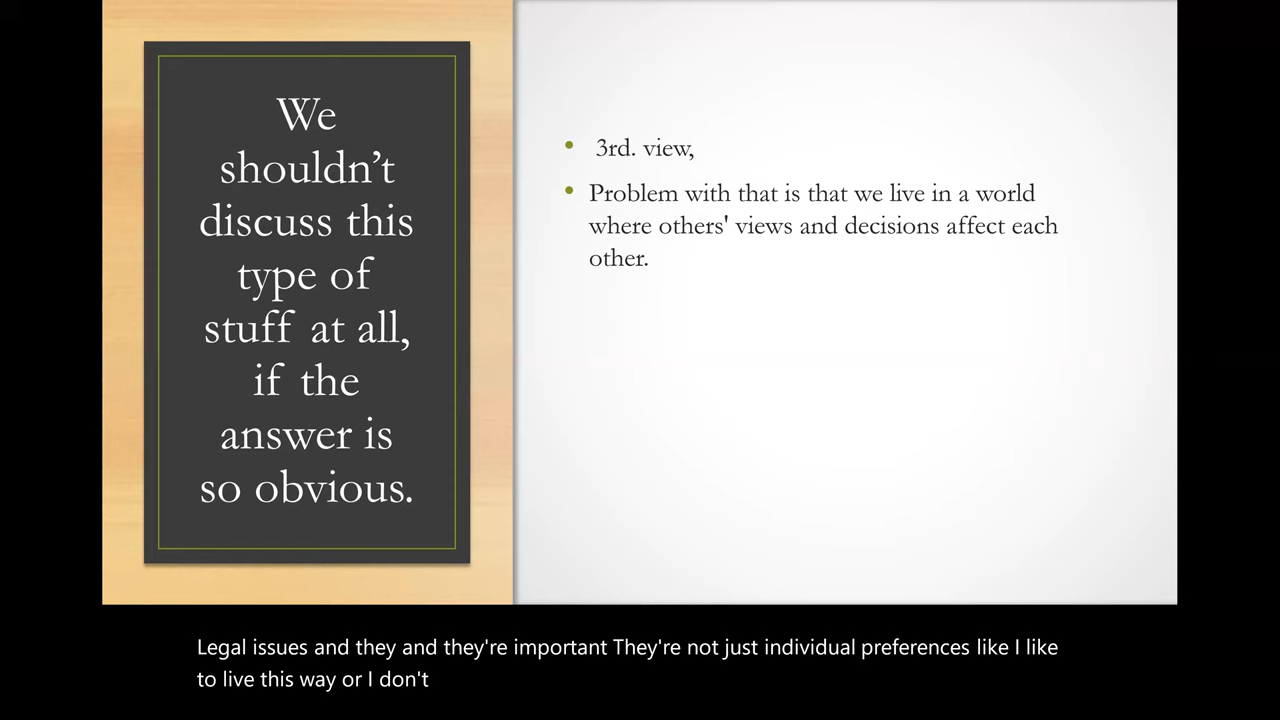 We
shouldn’t
discuss this
type of
stuff at all,
if the
answer is
so obvious.
• 3rd. view,
• Problem with that is that we live in a world
where others' views and decisions affect each
other.
Legal issues and they and they're important They're not just individual preferences like I like
to live this way or I don't